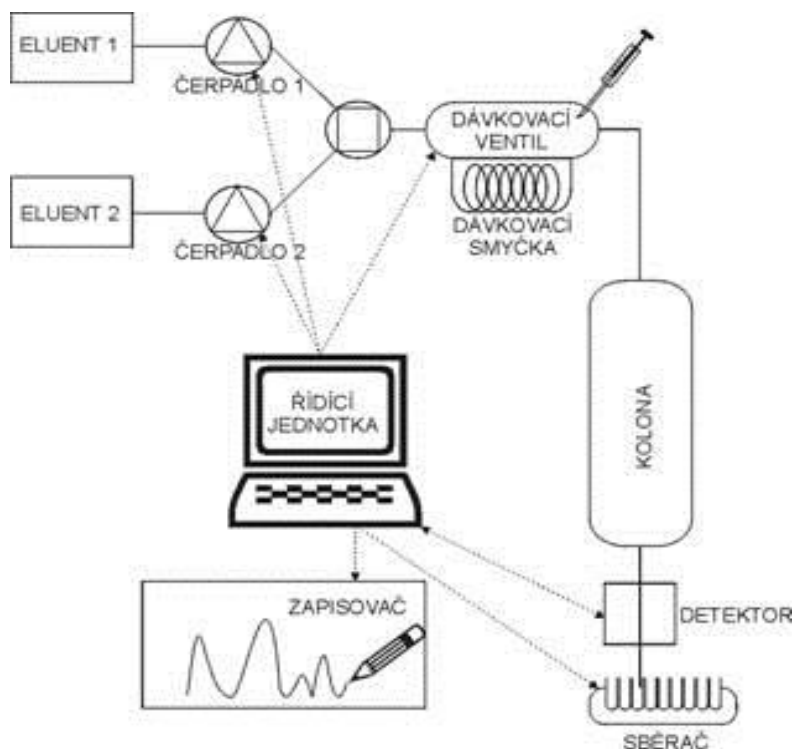 ELUENT 1
ČERPADLO 1
DÁVKOVACÍ
VENTIL
ELUENT 2
ČERPADLO 2
DÁVKOVACÍ
SMYČKA
ŘÍDÍCÍ
JEDNOTKA
KOLONA
ZAPISOVAČ
DETEKTOR
SBĚRAČ